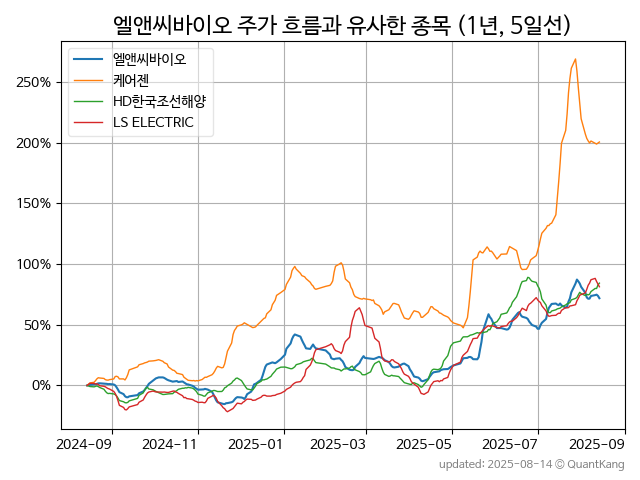 엘앤씨바이오 주가 흐름과 유사한 종목 (1년, 5일선)
엘앤씨바이오
케어젠
HD한국조선해양
LS ELECTRIC
250%
200%
150%
100%
50%
0%
2024-09 2024-11 2025-01 2025-03 2025-05 2025-07 2025-09
updated: 2025-08-14 © QuantKang